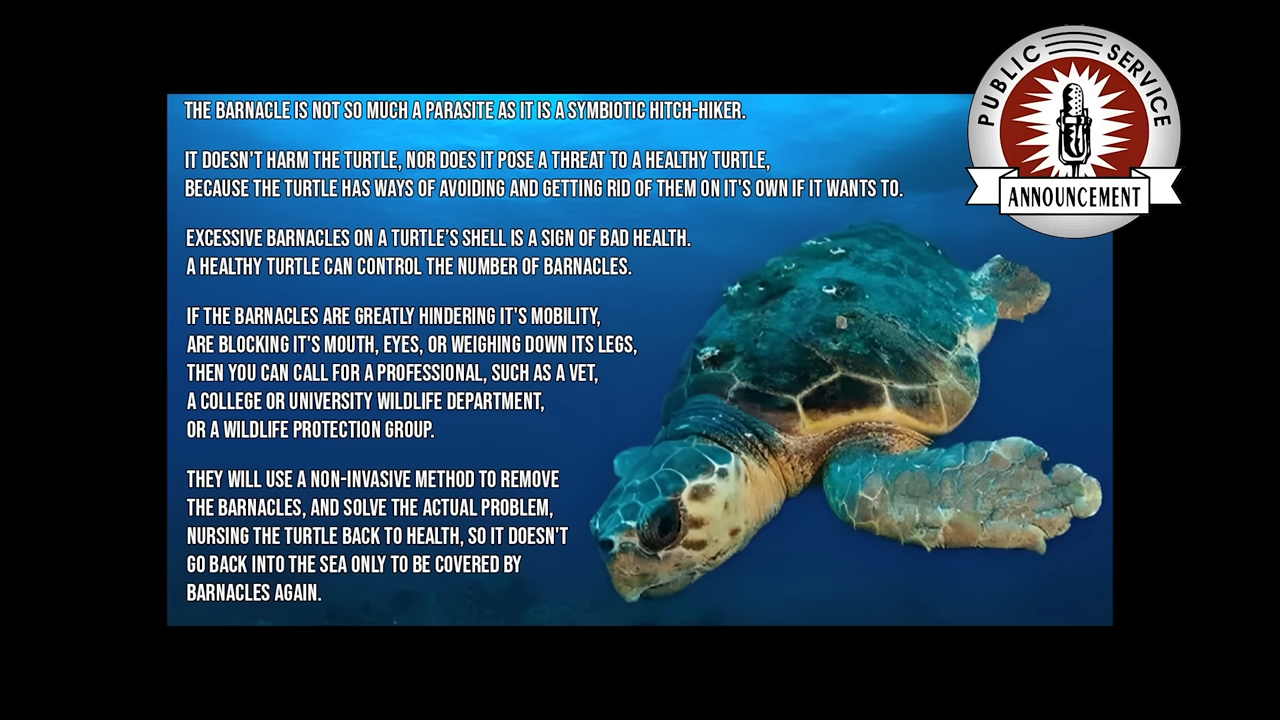 PUBLIC SERVICE
ANNOUNCEMENT
THE BARNACLE IS NOT SO MUCH A PARASITE AS IT IS A SYMBIOTIC HITCH-HIKER.
IT DOESN'T HARM THE TURTLE, NOR DOES IT POSE A THREAT TO A HEALTHY TURTLE,
BECAUSE THE TURTLE HAS WAYS OF AVOIDING AND GETTING RID OF THEM ON IT'S OWN IF IT WANTS TO.
EXCESSIVE BARNACLES ON A TURTLE'S SHELL IS A SIGN OF BAD HEALTH.
A HEALTHY TURTLE CAN CONTROL THE NUMBER OF BARNACLES.
IF THE BARNACLES ARE GREATLY HINDERING IT'S MOBILITY,
ARE BLOCKING IT'S MOUTH, EYES, OR WEIGHING DOWN ITS LEGS,
THEN YOU CAN CALL FOR A PROFESSIONAL, SUCH AS A VET,
A COLLEGE OR UNIVERSITY WILDLIFE DEPARTMENT,
OR A WILDLIFE PROTECTION GROUP.
THEY WILL USE A NON-INVASIVE METHOD TO REMOVE
THE BARNACLES, AND SOLVE THE ACTUAL PROBLEM,
NURSING THE TURTLE BACK TO HEALTH, SO IT DOESN'T
GO BACK INTO THE SEA ONLY TO BE COVERED BY
BARNACLES AGAIN.